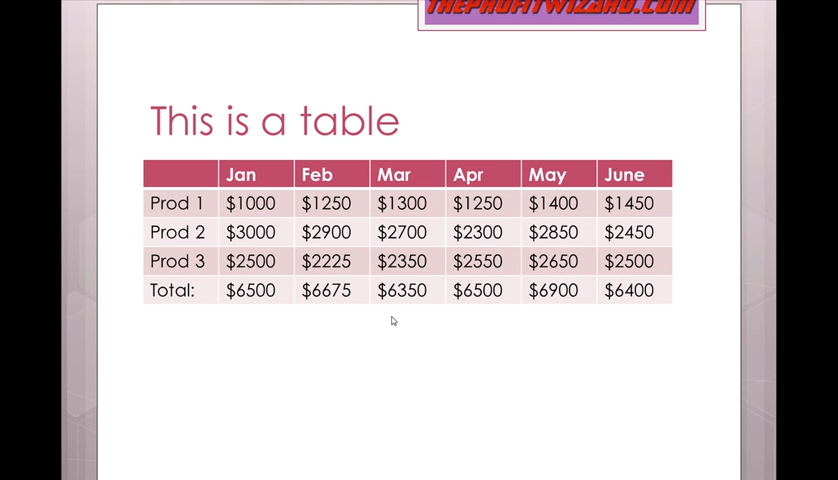 THEPROFITWIZARD.COM
This is a table
Jan Feb Mar Apr May June
Prod 1 $1000 $1250 $1300 $1250 $1400 $1450
Prod 2 $3000 $2900 $2700 $2300 $2850 $2450
Prod 3 $2500 $2225 $2350 $2550 $2650 $2500
Total: $6500 $6675 $6350 $6500 $6900 $6400